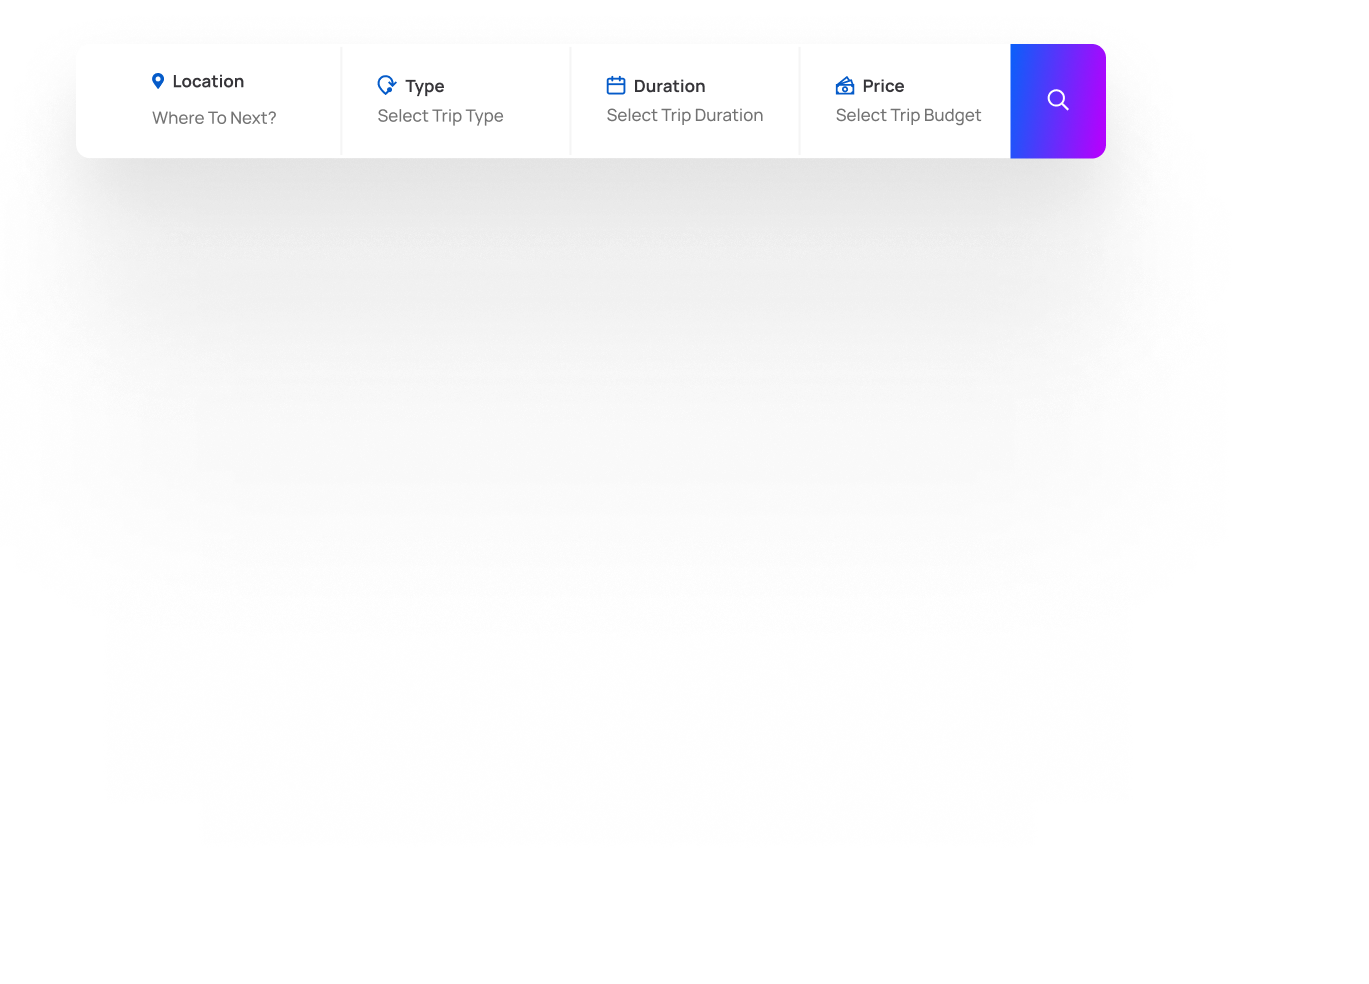 Location
Where To Next?
Type
Select Trip Type
Duration
Select Trip Duration
Price
Select Trip Budget